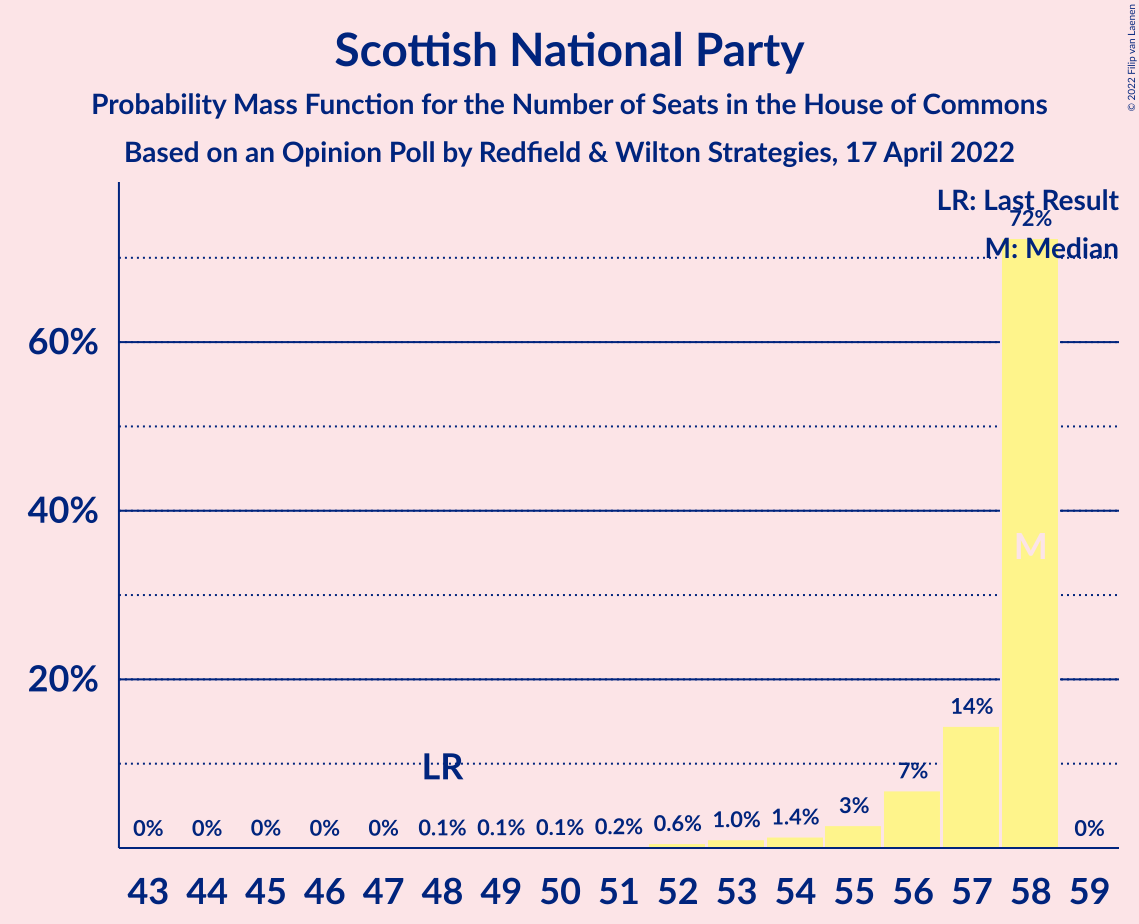 Scottish National Party
Probability Mass Function for the Number of Seats in the House of Commons
Based on an Opinion Poll by Redfield & Wilton Strategies, 17 April 2022
© 2022 Filip van Laenen
LR: Last Result
72%
M: Median
60%
40%
M
20%
14%
LR
7%
0% 0% 0% 0% 0% 0.1% 0.1% 0.1% 0.2% 0.6% 1.0% 1.4% 3% 0%
43 44 45 46 47 48 49 50 51 52 53 54 55 56 57 58 59